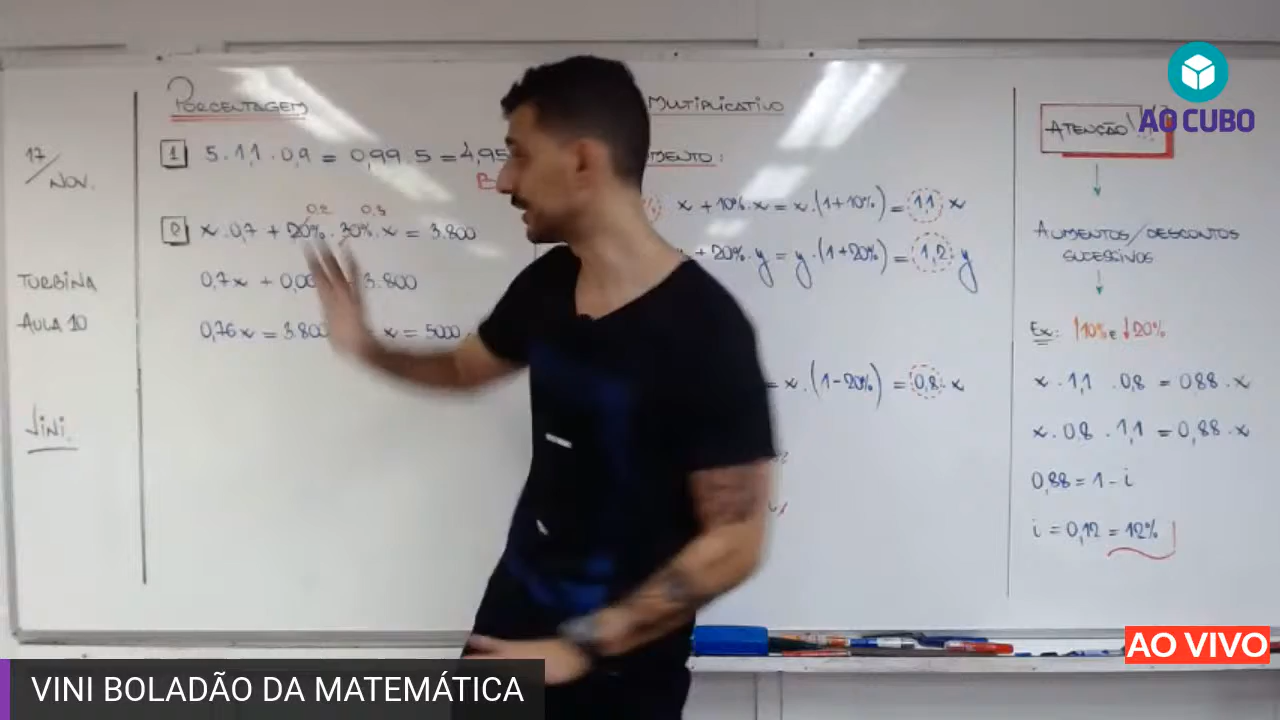 17/
NOV.
TURBINA
AULA 10
VINI.
PORCENTAGEM
1 5 · 1,1 · 0,9 = 0,99 · 5 = 4,95
B
0,2 0,3
2 x · 0,7 + 20% · 30% · x = 3.800
0,7x + 0,0 3.800
0,76x = 3.800 x = 5000
MULTIPLICATIVO
MENTO:
% x + 10% · x = x · (1 + 10%) = 1,1 x
+ 20% · y = y · (1 + 20%) = 1,2 y
= x · (1 - 20%) = 0,8 x
ATENÇÃO!
AUMENTOS/DESCONTOS
SUCESSIVOS
Ex: ↑10% e ↓20%
x · 1,1 · 0,8 = 0,88 · x
x · 0,8 · 1,1 = 0,88 · x
0,88 = 1 - i
i = 0,12 = 12%
AO CUBO
AO VIVO
VINI BOLADÃO DA MATEMÁTICA